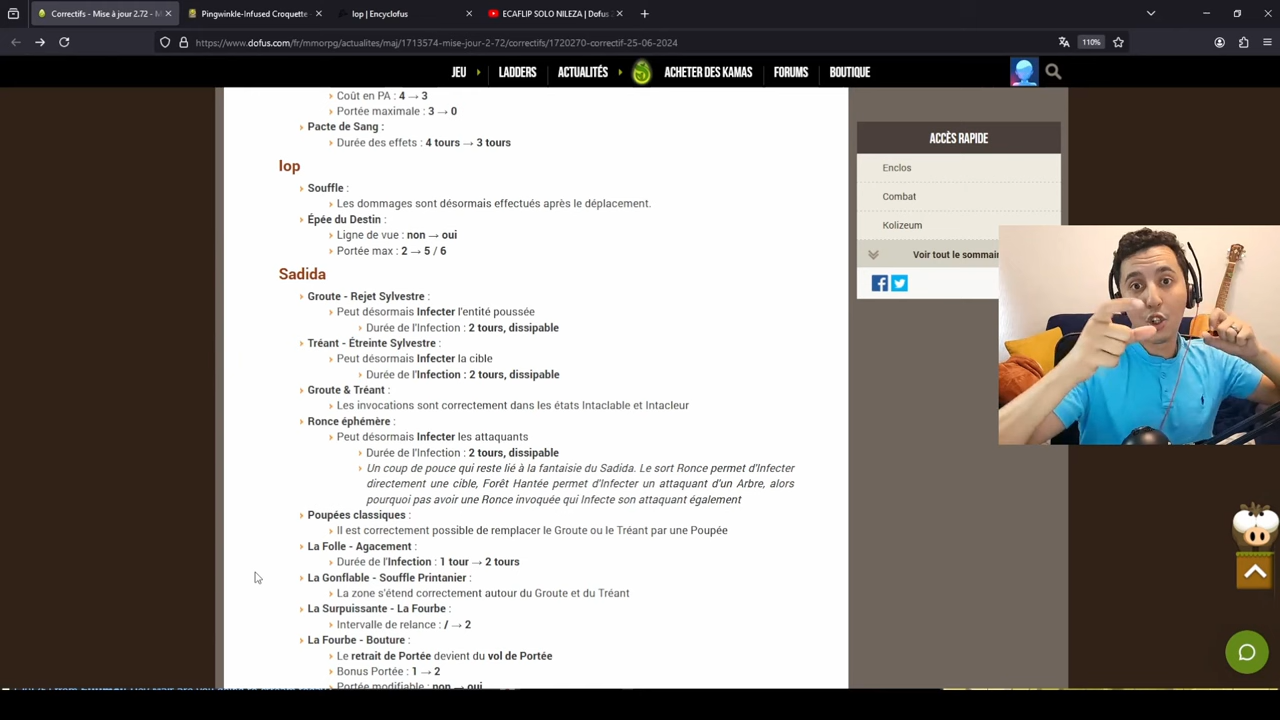 Correctifs - Mise à jour 2.72 - M
Pingwinkle-Infused Croquette
Iop | Encyclofus
ECAFLIP SOLO NILEZA | Dofus
https://www.dofus.com/fr/mmorpg/actualites/maj/1713574-mise-jour-2-72/correctifs/1720270-correctif-25-06-2024
110%
JEU
LADDERS
ACTUALITÉS
ACHETER DES KAMAS
FORUMS
BOUTIQUE
Coût en PA : 4 → 3
Portée maximale : 3 → 0
Pacte de Sang :
Durée des effets : 4 tours → 3 tours
Iop
Souffle :
Les dommages sont désormais effectués après le déplacement.
Épée du Destin :
Ligne de vue : non → oui
Portée max : 2 → 5 / 6
Sadida
Groute - Rejet Sylvestre :
Peut désormais Infecter l'entité poussée
Durée de l'Infection : 2 tours, dissipable
Tréant - Étreinte Sylvestre :
Peut désormais Infecter la cible
Durée de l'Infection : 2 tours, dissipable
Groute & Tréant :
Les invocations sont correctement dans les états Intaclable et Intacleur
Ronce éphémère :
Peut désormais Infecter les attaquants
Durée de l'Infection : 2 tours, dissipable
Un coup de pouce qui reste lié à la fantaisie du Sadida. Le sort Ronce permet d'Infecter
directement une cible, Forêt Hantée permet d'Infecter un attaquant d'un Arbre, alors
pourquoi pas avoir une Ronce invoquée qui Infecte son attaquant également
Poupées classiques :
Il est correctement possible de remplacer le Groute ou le Tréant par une Poupée
La Folle - Agacement :
Durée de l'Infection : 1 tour → 2 tours
La Gonflable - Souffle Printanier :
La zone s'étend correctement autour du Groute et du Tréant
La Surpuissante - La Fourbe :
Intervalle de relance : / → 2
La Fourbe - Bouture :
Le retrait de Portée devient du vol de Portée
Bonus Portée : 1 → 2
Portée modifiable : non → oui
ACCÈS RAPIDE
Enclos
Combat
Kolizeum
Voir tout le